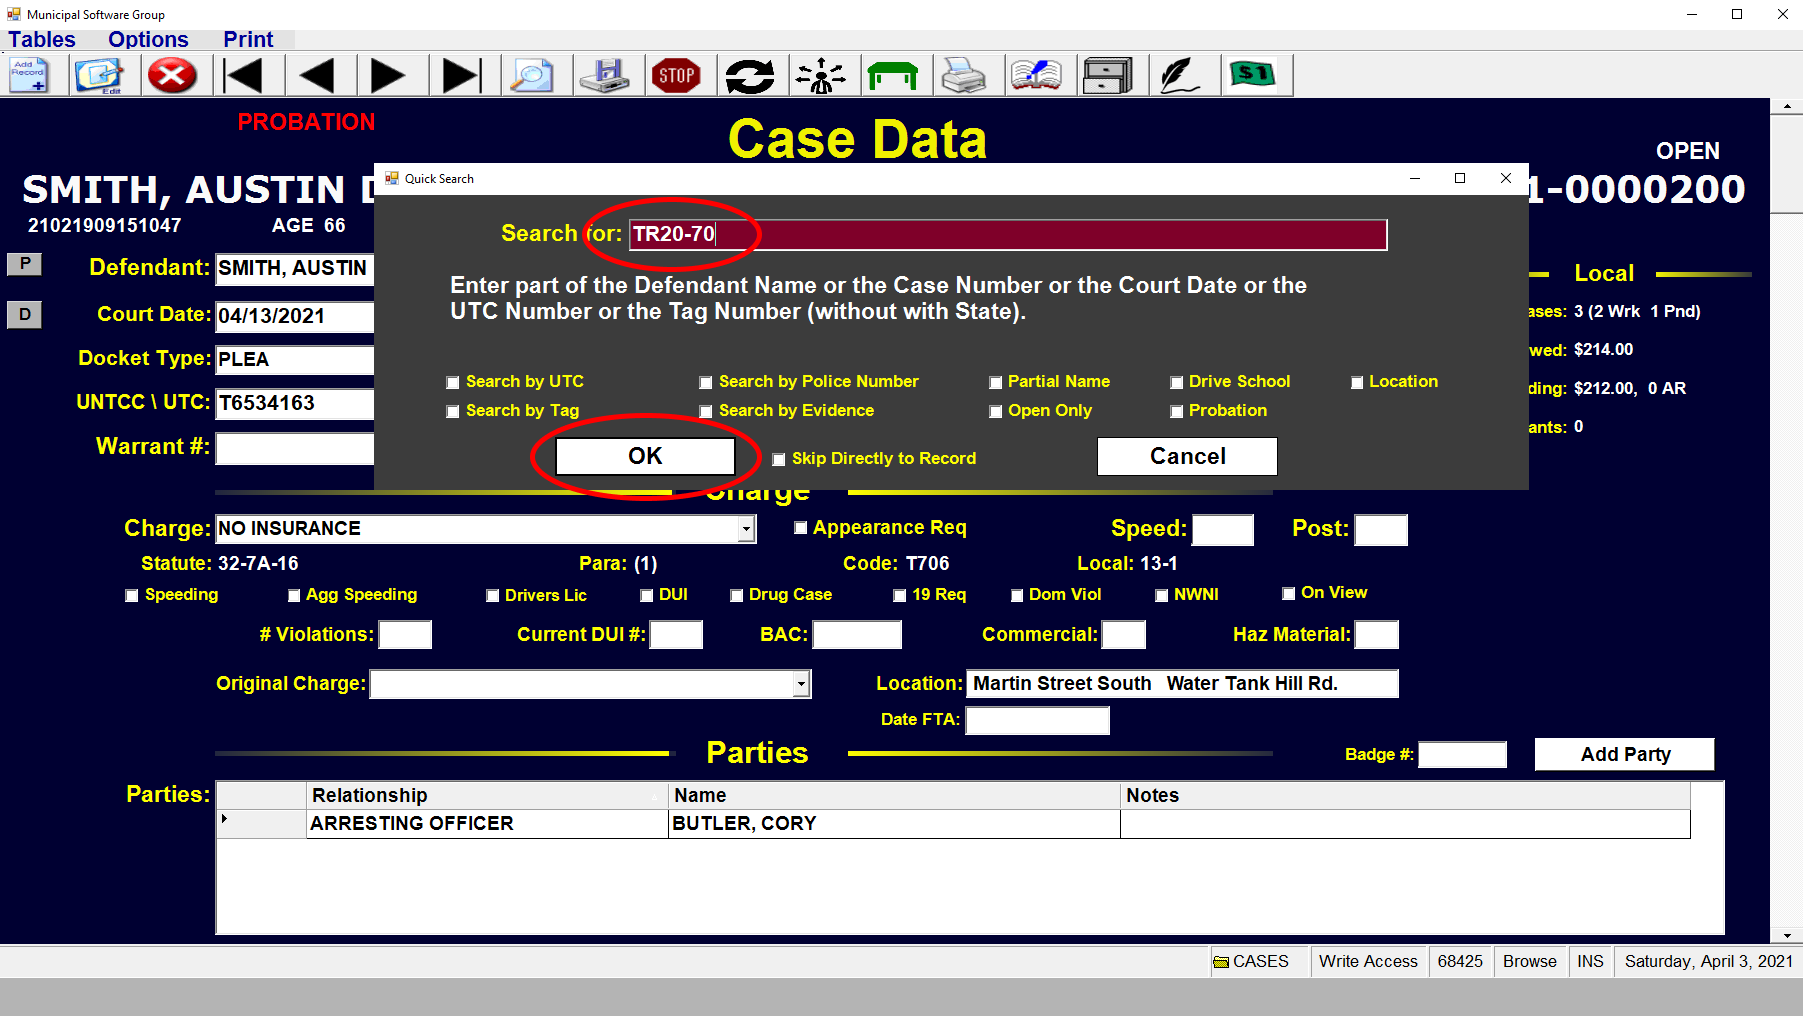 Municipal Software Group
Tables Options Print
Add Record
Edit
STOP
$1
PROBATION
Case Data
OPEN
SMITH, AUSTIN
1-0000200
21021909151047 AGE 66
Quick Search
Search for: TR20-70
Enter part of the Defendant Name or the Case Number or the Court Date or the
UTC Number or the Tag Number (without with State).
Search by UTC Search by Police Number Partial Name Drive School Location
Search by Tag Search by Evidence Open Only Probation
OK Skip Directly to Record Cancel
P Defendant: SMITH, AUSTIN
D Court Date: 04/13/2021
Docket Type: PLEA
UNTCC \ UTC: T6534163
Warrant #:
Local
ases: 3 (2 Wrk 1 Pnd)
wed: $214.00
ding: $212.00, 0 AR
ants: 0
Charge
Charge: NO INSURANCE Appearance Req Speed: Post:
Statute: 32-7A-16 Para: (1) Code: T706 Local: 13-1
Speeding Agg Speeding Drivers Lic DUI Drug Case 19 Req Dom Viol NWNI On View
# Violations: Current DUI #: BAC: Commercial: Haz Material:
Original Charge: Location: Martin Street South Water Tank Hill Rd.
Date FTA:
Parties
Badge #: Add Party
Parties: Relationship Name Notes
ARRESTING OFFICER BUTLER, CORY
CASES Write Access 68425 Browse INS Saturday, April 3, 2021